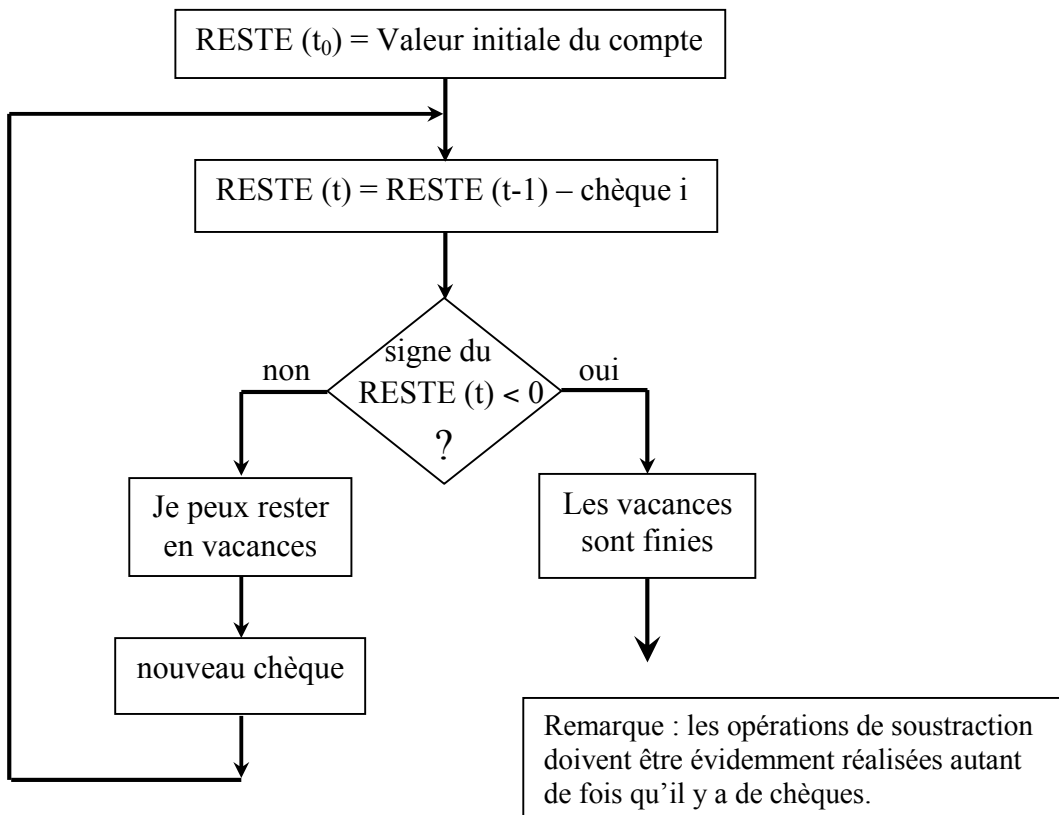 RESTE (t₀) = Valeur initiale du compte
RESTE (t) = RESTE (t-1) – chèque i
signe du
RESTE (t) < 0
?
non
oui
Je peux rester
en vacances
Les vacances
sont finies
nouveau chèque
Remarque : les opérations de soustraction
doivent être évidemment réalisées autant
de fois qu’il y a de chèques.